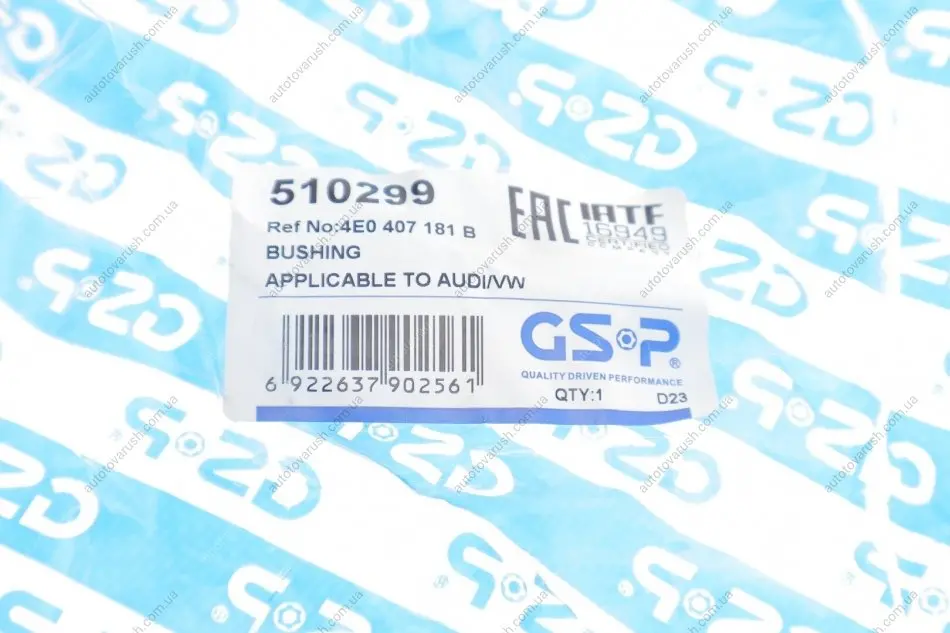 510299
Ref No:4E0 407 181 B
BUSHING
APPLICABLE TO AUDI/VW
EAC
IATF
16949
CERTIFIED
GSP®
QUALITY DRIVEN PERFORMANCE
6 922637 902561
QTY:1
D23
autotovarush.com.ua